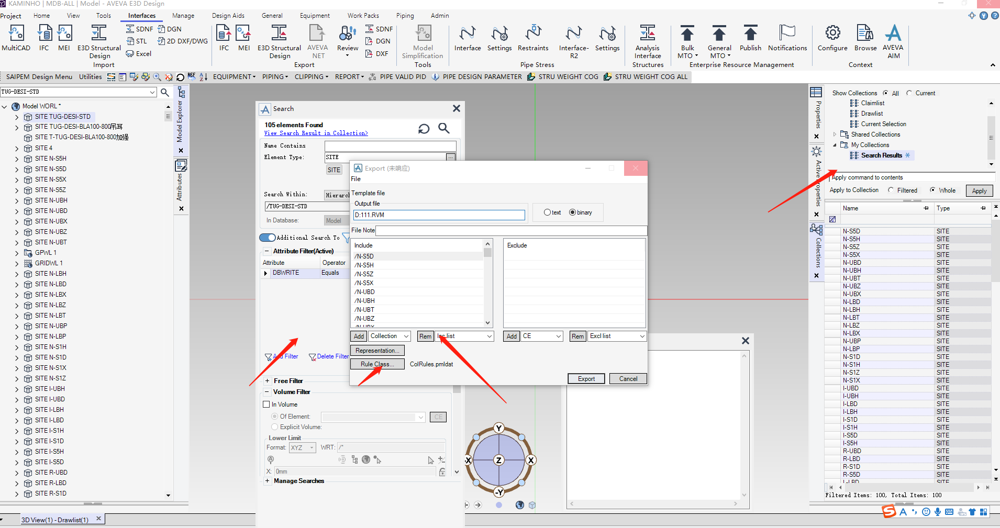 KAMINHO | MDB-ALL | Model - AVEVA E3D Design
Project Home View Tools Interfaces Manage Design Aids General Equipment Work Packs Piping Admin
MultiCAD
IFC
MEI
E3D Structural Design
SDNF
STL
Excel
DGN
2D DXF/DWG
Import
IFC
MEI
E3D Structural Design
AVEVA NET
Review
SDNF
DGN
DXF
Export
Model Simplification
Tools
Interface
Settings
Restraints
Interface-R2
Settings
Pipe Stress
Analysis Interface
Structures
Bulk MTO
General MTO
Publish
Notifications
Enterprise Resource Management
Configure
Browse
AVEVA AIM
Context
SAIPEM Design Menu Utilities REF EQUIPMENT PIPING CLIPPING REPORT PIPE VALID PID PIPE DESIGN PARAMETER STRU WEIGHT COG STRU WEIGHT COG ALL
TUG-DESI-STD
Model WORL *
SITE TUG-DESI-STD
SITE TUG-DESI-BLA100-800吊耳
SITE T-TUG-DESI-BLA100-800加强
SITE 4
SITE N-S5H
SITE N-S5D
SITE N-S5X
SITE N-S5Z
SITE N-UBH
SITE N-UBD
SITE N-UBX
SITE N-UBZ
SITE N-UBT
GPWL 1
GRIDWL 1
SITE N-LBH
SITE N-LBD
SITE N-LBX
SITE N-LBZ
SITE N-LBT
SITE N-UBP
SITE N-LBP
SITE N-S1H
SITE N-S1D
SITE N-S1X
SITE N-S1Z
SITE I-UBH
SITE I-UBD
SITE I-LBH
SITE I-LBD
SITE I-S1H
SITE I-S1D
SITE I-S5H
SITE I-S5D
SITE R-UBD
SITE R-LBD
SITE R-S1D
Model Explorer
Attributes
3D View(1) - Drawlist(1)
Search
105 elements Found
View Search Result in Collection>
Name Contains
Element Type: SITE
SITE
Search Within: Hierarch
/TUG-DESI-STD
In Database: Model
Additional Search To
Attribute Filter(Active)
Attribute Operator
DBWRITE Equals
Add Filter Delete Filter
Free Filter
Volume Filter
In Volume
Of Element: CE
Explicit Volume:
Lower Limit
Format: XYZ WRT: /*
X: 0mm
Manage Searches
Export (未响应)
File
Template file
Output file
D:111.RVM
text binary
File Note
Include
/N-S5D
/N-S5H
/N-S5Z
/N-S5X
/N-UBD
/N-UBH
/N-UBT
/N-UBZ
/N-UBX
Exclude
Add Collection Rem Inc list Add CE Rem Excl list
Representation...
Rule Class... ColRules.pmldat
Export Cancel
Y
-X Z X
-Y
Properties
Active Properties
Collections
Show Collections All Current
Claimlist
Drawlist
Current Selection
Shared Collections
My Collections
Search Results
Apply command to contents
Apply to Collection Filtered Whole Apply
Name Type
N-S5D SITE
N-S5H SITE
N-S5Z SITE
N-S5X SITE
N-UBD SITE
N-UBH SITE
N-UBT SITE
N-UBZ SITE
N-UBX SITE
N-LBD SITE
N-LBH SITE
N-LBT SITE
N-LBZ SITE
N-LBX SITE
N-UBP SITE
N-LBP SITE
N-S1D SITE
N-S1H SITE
N-S1Z SITE
N-S1X SITE
I-UBD SITE
I-UBH SITE
I-LBD SITE
I-LBH SITE
I-S1D SITE
I-S1H SITE
I-S5D SITE
I-S5H SITE
R-UBD SITE
R-LBD SITE
R-S1D SITE
R-S5D SITE
L-LBD SITE
Filtered Items: 100, Total Items: 100